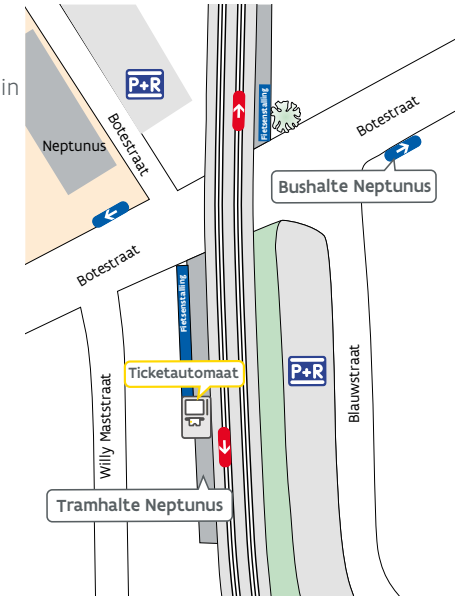 in
P+R
Fietsenstalling
Botestraat
Neptunus
Botestraat
Bushalte Neptunus
Botestraat
Fietsenstalling
Ticketautomaat
P+R
Blauwstraat
Willy Maststraat
Tramhalte Neptunus